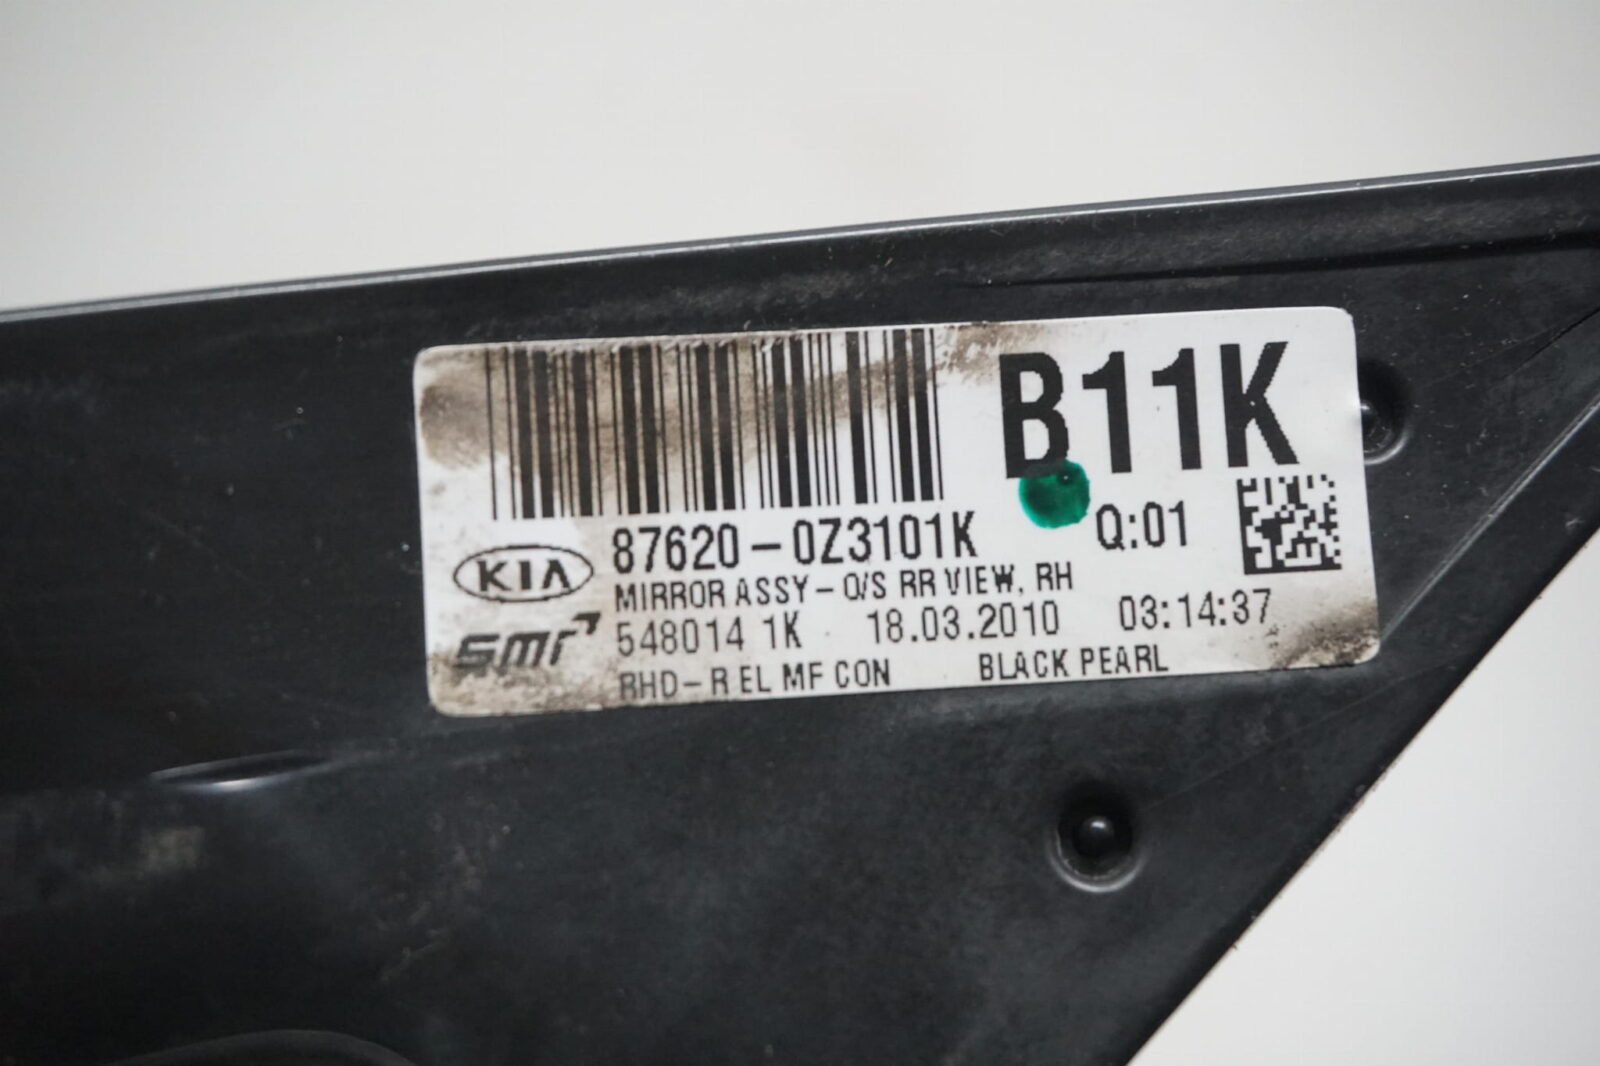 B11K
87620-0Z3101K
Q:01
KIA
MIRROR ASSY-O/S RR VIEW, RH
smr
548014 1K 18.03.2010 03:14:37
RHD-R EL MF CON BLACK PEARL